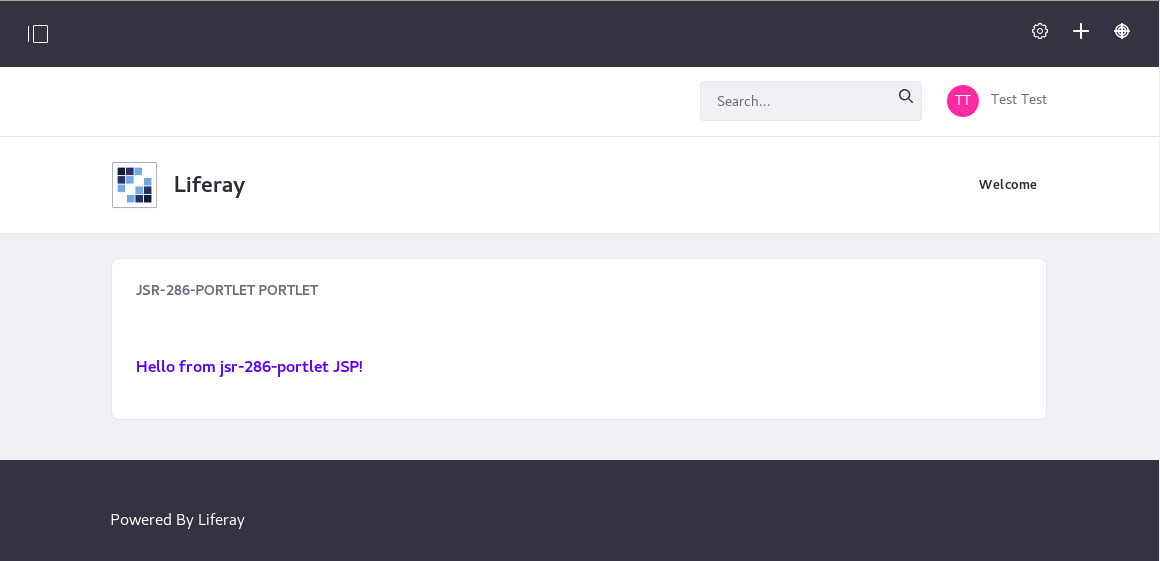 Search...
TT
Test Test
Liferay
Welcome
JSR-286-PORTLET PORTLET
Hello from jsr-286-portlet JSP!
Powered By Liferay